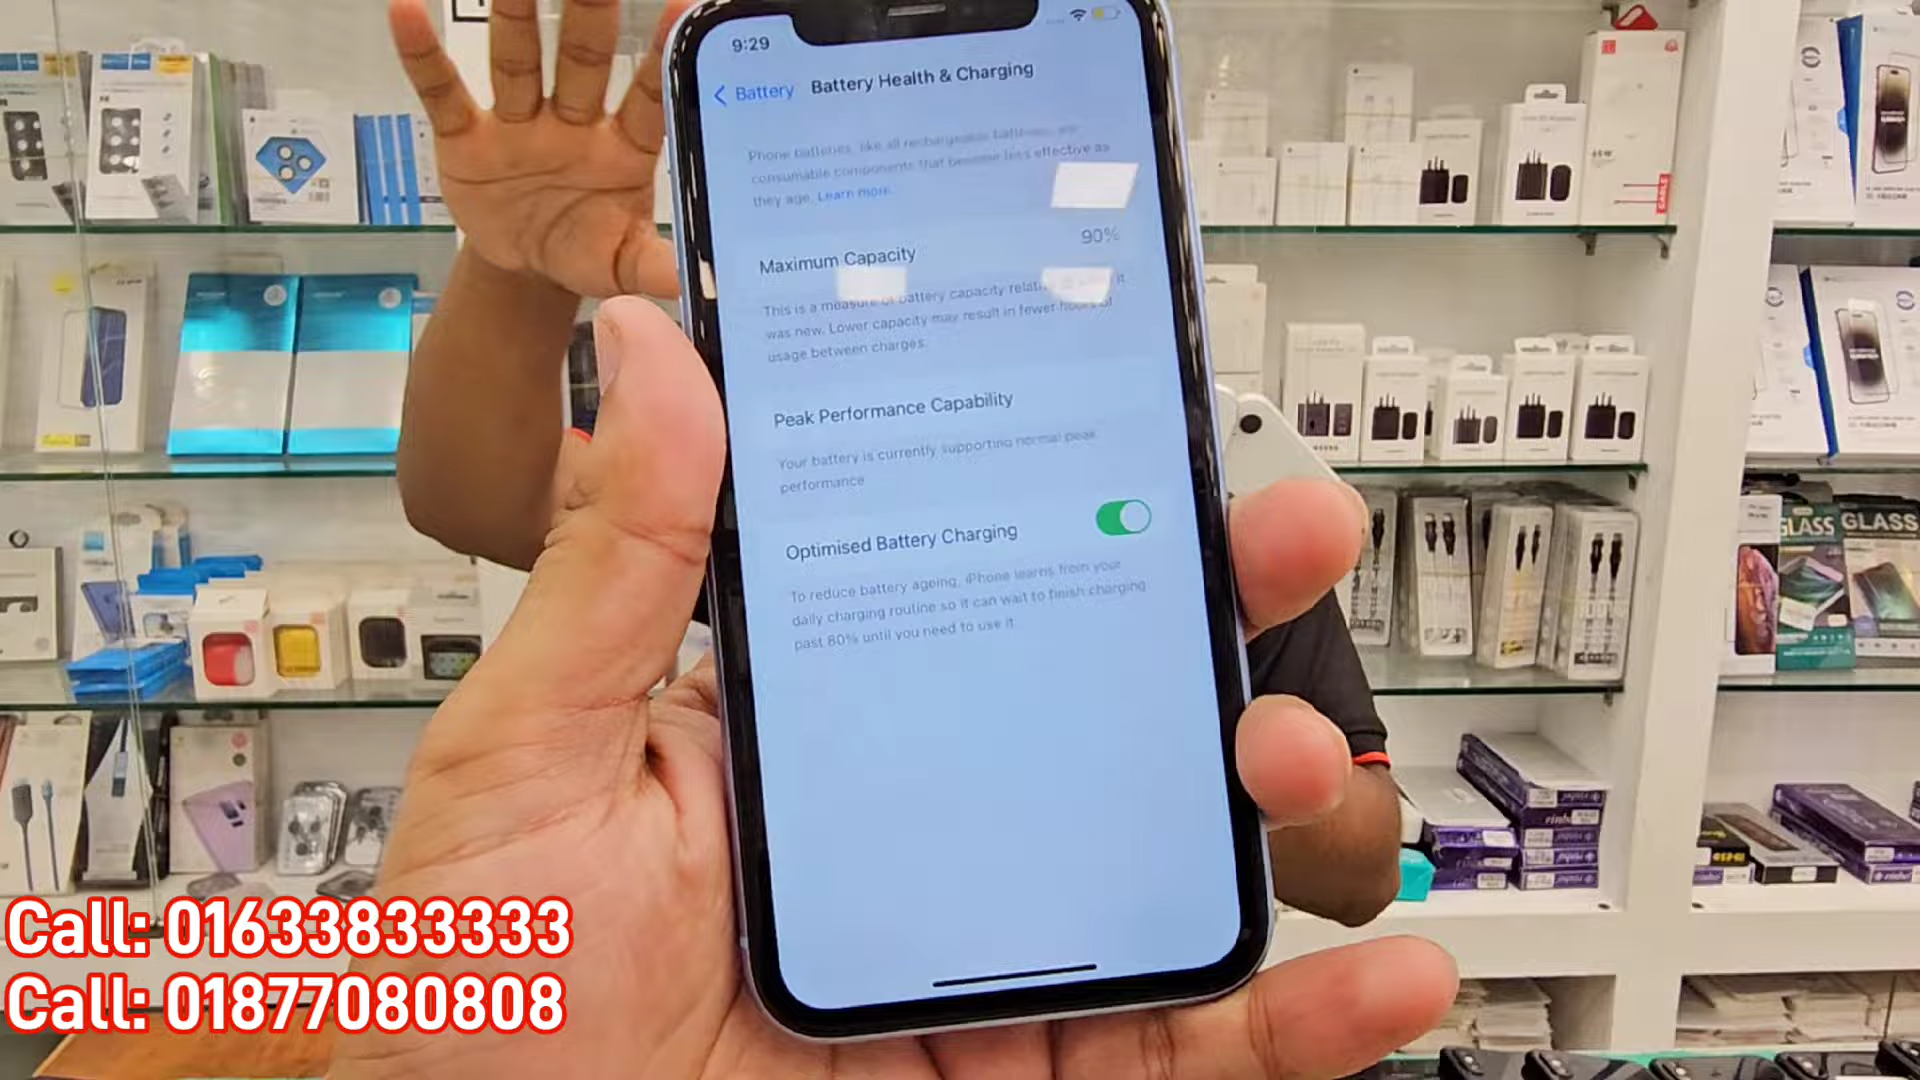 9:29
Battery
Battery Health & Charging
Phone batteries, like all rechargeable batteries, are
consumable components that become less effective as
they age. Learn more.
Maximum Capacity
90%
This is a measure of battery capacity relati it
was new. Lower capacity may result in fewer hours of
usage between charges.
Peak Performance Capability
Your battery is currently supporting normal peak
performance
Optimised Battery Charging
To reduce battery ageing, iPhone learns from your
daily charging routine so it can wait to finish charging
past 80% until you need to use it.
CABLE
GLASS
GLASS
Call: 01633833333
Call: 01877080808